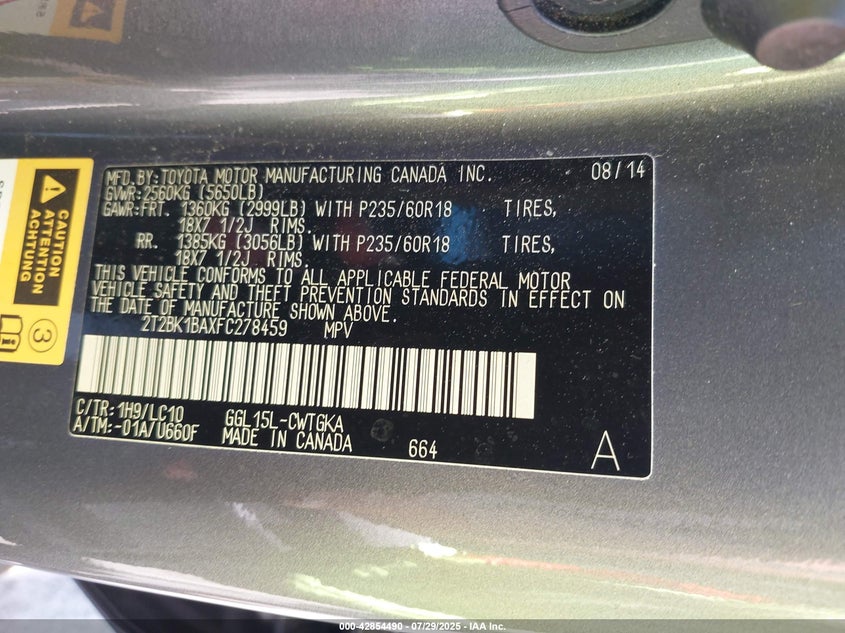 MFD.BY:TOYOTA MOTOR MANUFACTURING CANADA INC. 08/14
GVWR:2560KG (5650LB)
GAWR:FRT. 1360KG (2999LB) WITH P235/60R18 TIRES,
18X7 1/2J RIMS.
RR. 1385KG (3056LB) WITH P235/60R18 TIRES,
18X7 1/2J RIMS.
THIS VEHICLE CONFORMS TO ALL APPLICABLE FEDERAL MOTOR
VEHICLE SAFETY AND THEFT PREVENTION STANDARDS IN EFFECT ON
THE DATE OF MANUFACTURE SHOWN ABOVE.
2T2BK1BAXFC278459 MPV
C/TR:1H9/LC10 GGL15L-CWTGKA
A/TM:-01A/U660F MADE IN CANADA 664 A
CAUTION
ATTENTION
ACHTUNG
3
000-42854490 - 07/29/2025 - IAA Inc.